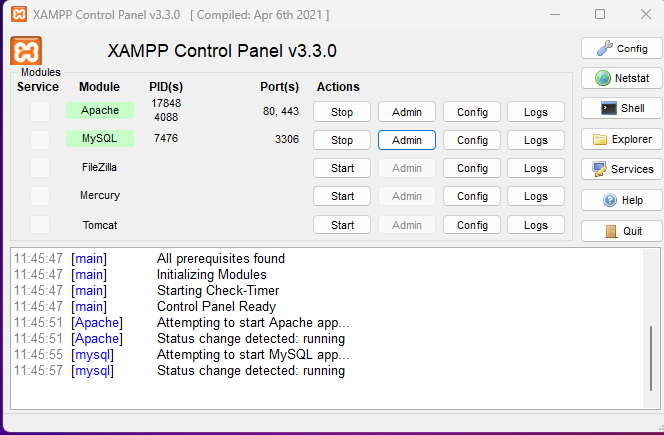 XAMPP Control Panel v3.3.0 [ Compiled: Apr 6th 2021 ]
XAMPP Control Panel v3.3.0
Config
Modules
Service Module PID(s) Port(s) Actions
Netstat
Apache 17848 4088 80, 443 Stop Admin Config Logs
Shell
MySQL 7476 3306 Stop Admin Config Logs
Explorer
FileZilla Start Admin Config Logs
Services
Mercury Start Admin Config Logs
Help
Tomcat Start Admin Config Logs
Quit
11:45:47 [main] All prerequisites found
11:45:47 [main] Initializing Modules
11:45:47 [main] Starting Check-Timer
11:45:47 [main] Control Panel Ready
11:45:51 [Apache] Attempting to start Apache app...
11:45:51 [Apache] Status change detected: running
11:45:55 [mysql] Attempting to start MySQL app...
11:45:57 [mysql] Status change detected: running